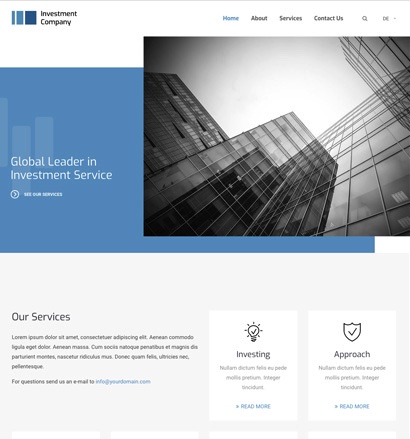 Investment
Company
Home About Services Contact Us DE
Global Leader in
Investment Service
SEE OUR SERVICES
Our Services
Lorem ipsum dolor sit amet, consectetuer adipiscing elit. Aenean commodo
ligula eget dolor. Aenean massa. Cum sociis natoque penatibus et magnis dis
parturient montes, nascetur ridiculus mus. Donec quam felis, ultricies nec,
pellentesque.
For questions send us an e-mail to info@yourdomain.com
Investing
Nullam dictum felis eu pede
mollis pretium. Integer
tincidunt.
» READ MORE
Approach
Nullam dictum felis eu pede
mollis pretium. Integer
tincidunt.
» READ MORE